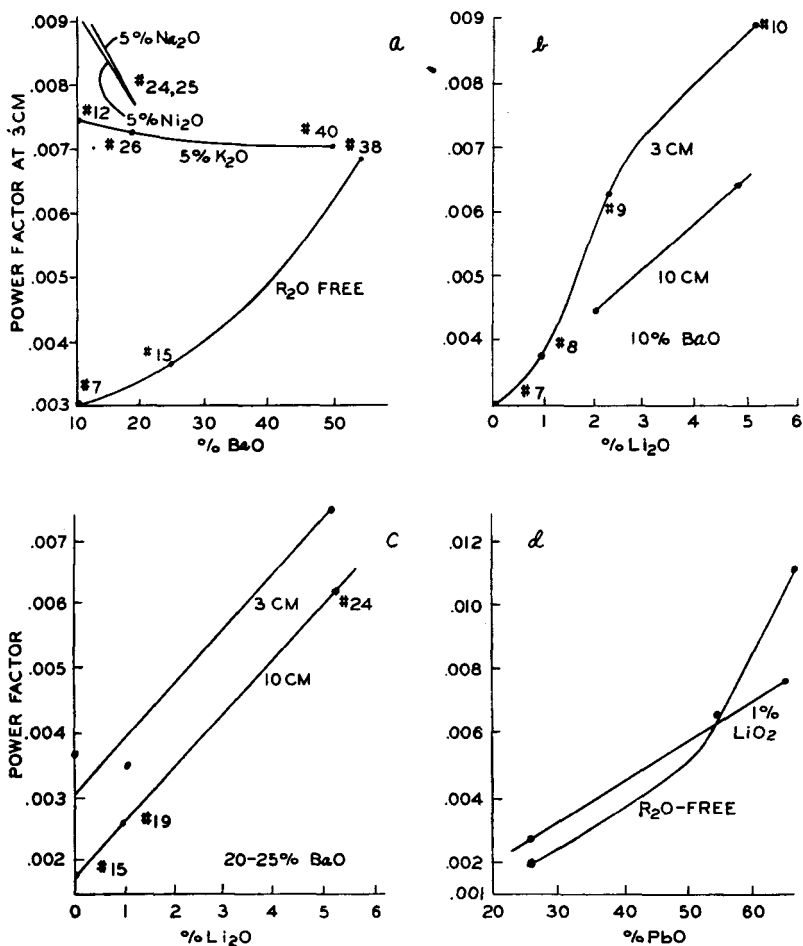 a
POWER FACTOR AT 3CM
.009
.008
.007
.006
.005
.004
.003
5% Na2O
#24,25
5% Ni2O
#12
#26
5% K2O
#40
#38
R2O FREE
#15
#7
10 20 30 40 50 60
% BaO
b
.009
.008
.007
.006
.005
.004
#10
3 CM
#9
10 CM
#8
10% BaO
#7
0 1 2 3 4 5 6
% Li2O
c
POWER FACTOR
.007
.006
.005
.004
.003
.002
3 CM
#24
10 CM
#19
#15
20-25% BaO
0 1 2 3 4 5 6
% Li2O
d
.012
.010
.008
.006
.004
.002
.001
1%
LiO2
R2O-FREE
20 30 40 50 60 70
% PbO